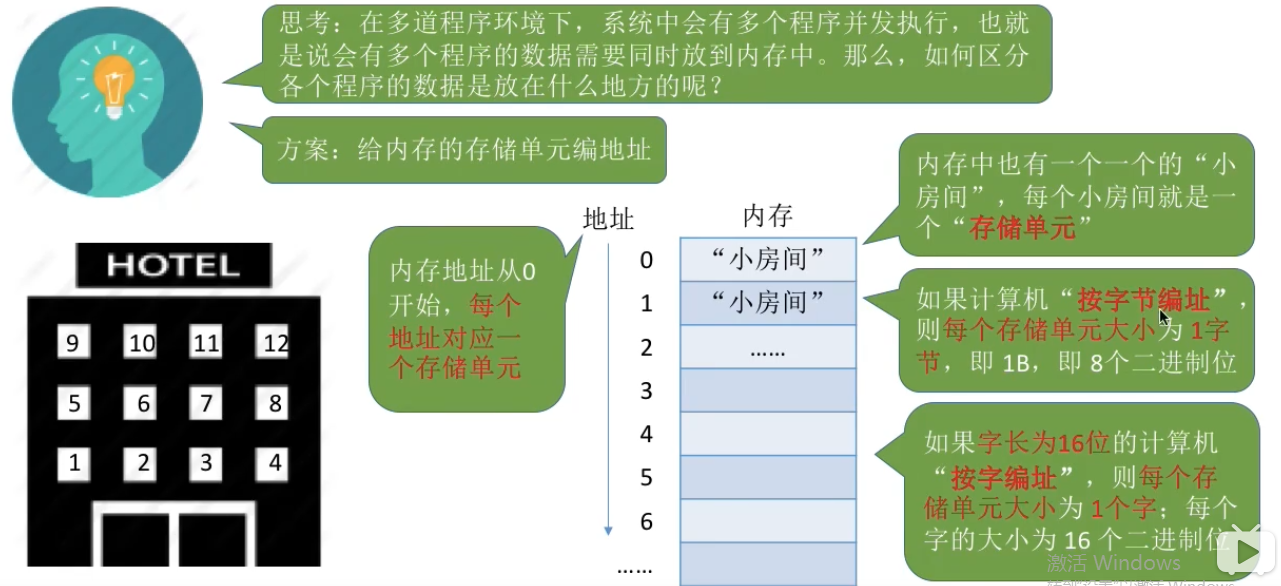 思考：在多道程序环境下，系统中会有多个程序并发执行，也就
是说会有多个程序的数据需要同时放到内存中。那么，如何区分
各个程序的数据是放在什么地方的呢？
方案：给内存的存储单元编地址
内存中也有一个一个的“小
房间”，每个小房间就是一
个“存储单元”
地址
内存
内存地址从0
开始，每个
地址对应一
个存储单元
0
“小房间”
1
“小房间”
2
……
3
4
5
6
……
如果计算机“按字节编址”，
则每个存储单元大小为 1字
节，即 1B，即 8个二进制位
如果字长为16位的计算机
“按字编址”，则每个存
储单元大小为 1个字；每个
字的大小为 16 个二进制位
HOTEL
9 10 11 12
5 6 7 8
1 2 3 4
激活 Windows